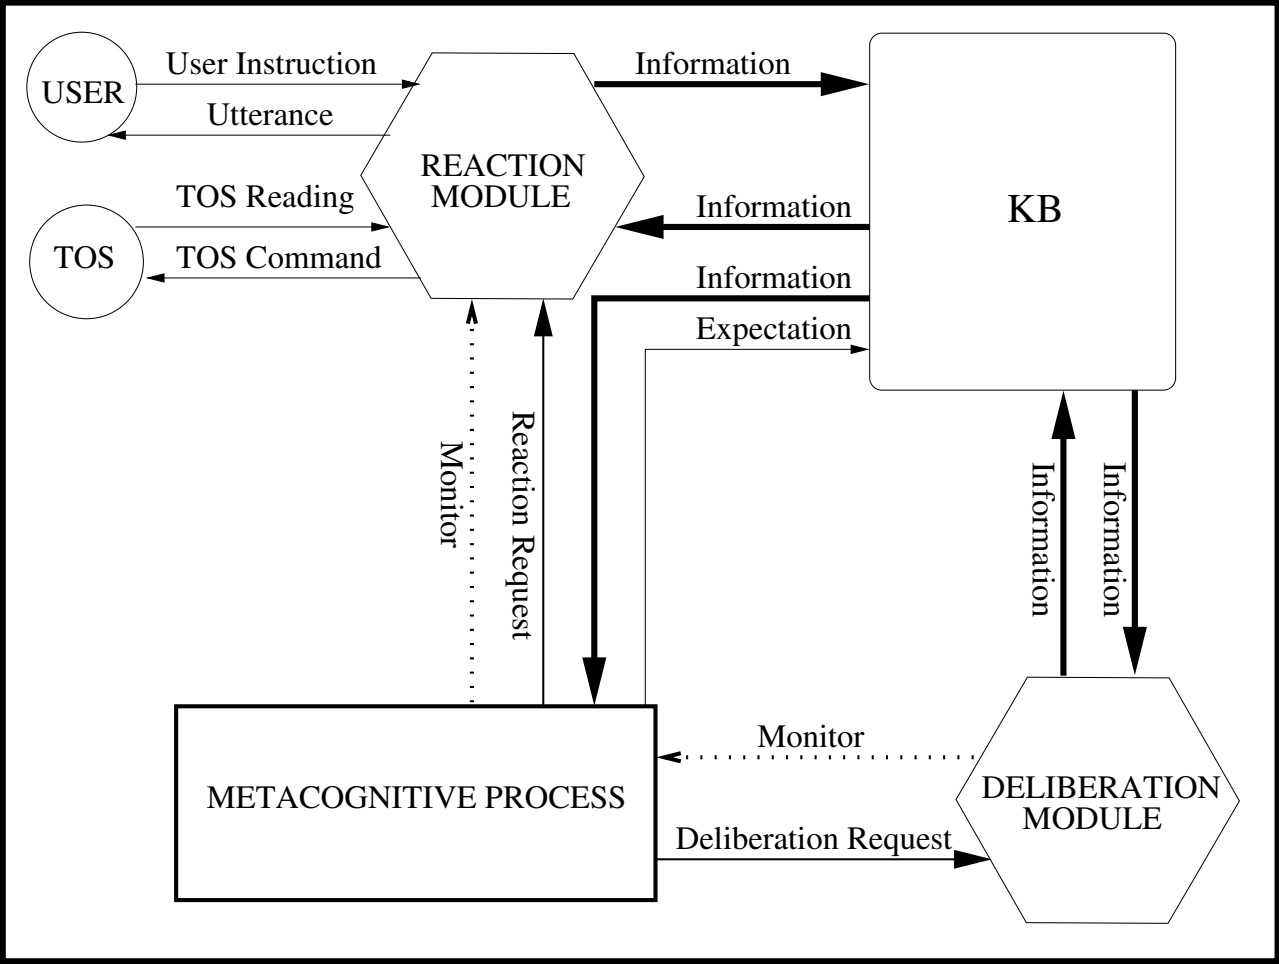 User Instruction
Information
USER
Utterance
REACTION
MODULE
TOS Reading
Information
KB
TOS
TOS Command
Information
Expectation
Monitor
Reaction Request
Information
Information
Monitor
METACOGNITIVE PROCESS
DELIBERATION
MODULE
Deliberation Request